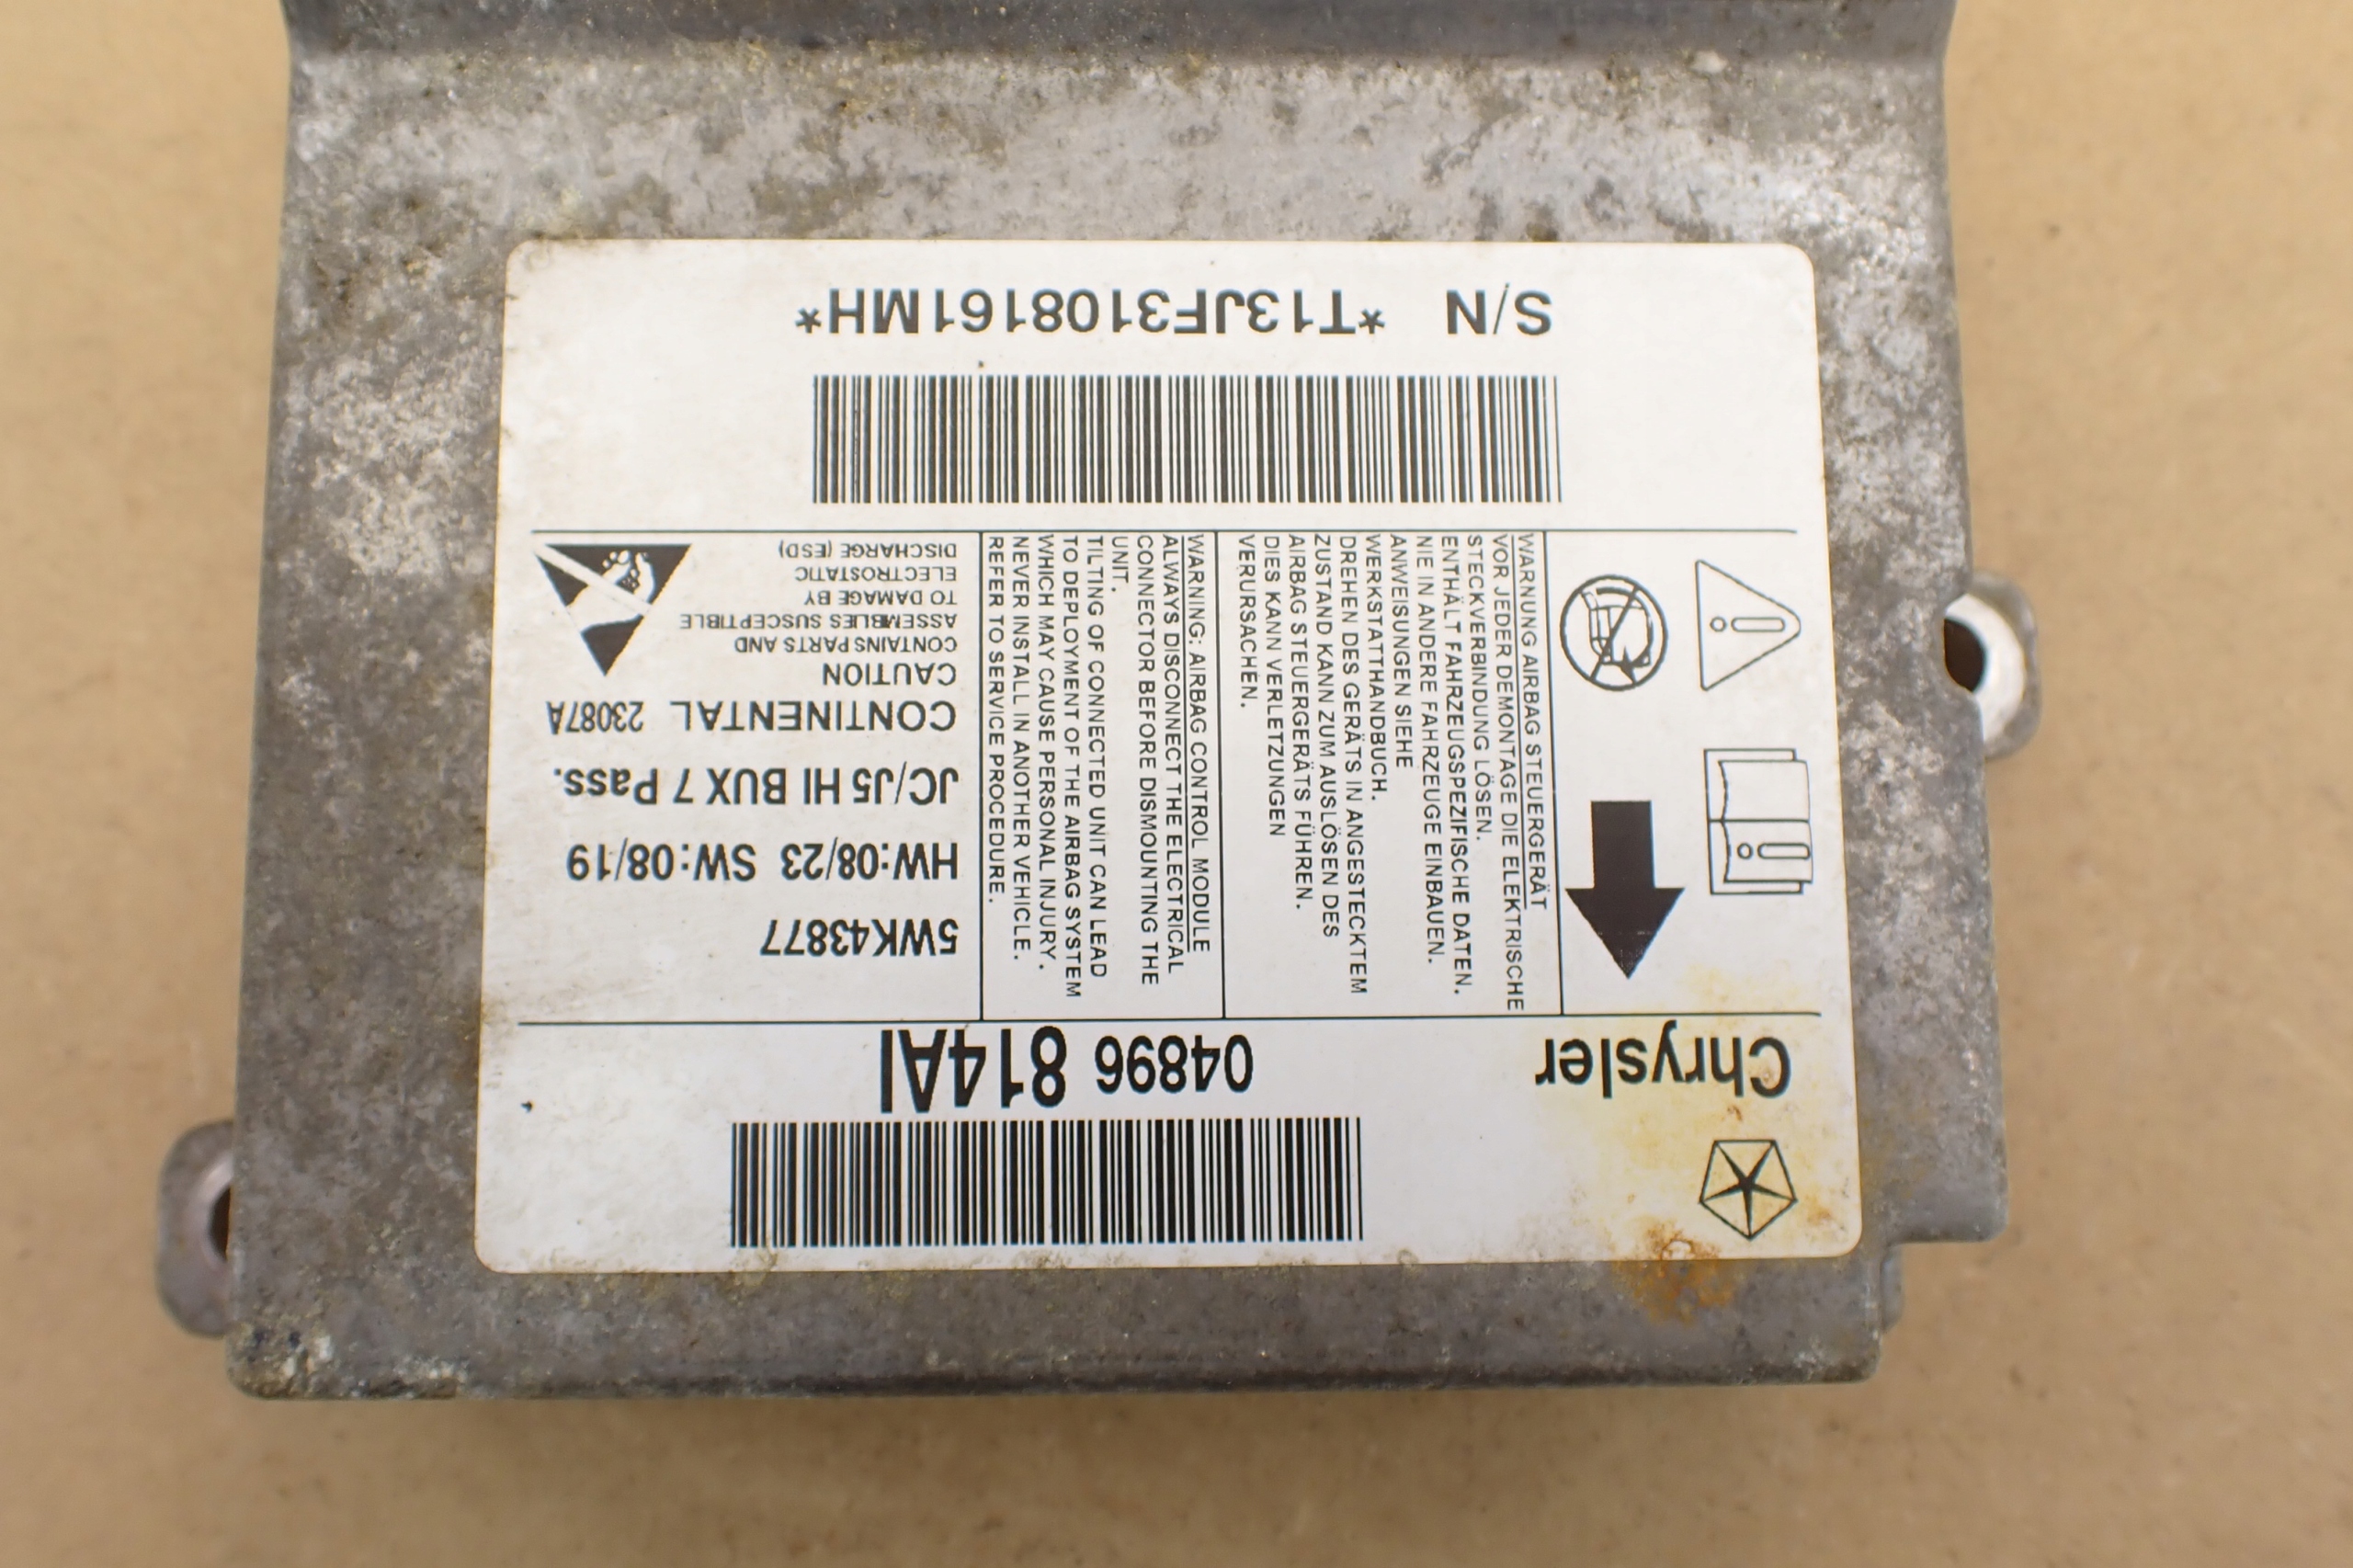 Chrysler
04896 814AI
5WK43877
HW:08/23 SW:08/19
JC/J5 HI BUX 7 Pass.
CONTINENTAL 23087A
CAUTION
CONTAINS PARTS AND
ASSEMBLIES SUSCEPTIBLE
TO DAMAGE BY
ELECTROSTATIC
DISCHARGE (ESD)
WARNUNG AIRBAG STEUERGERÄT
VOR JEDER DEMONTAGE DIE ELEKTRISCHE
STECKVERBINDUNG LÖSEN.
ENTHÄLT FAHRZEUGSPEZIFISCHE DATEN.
NIE IN ANDERE FAHRZEUGE EINBAUEN.
ANWEISUNGEN SIEHE
WERKSTATTHANDBUCH.
DREHEN DES GERÄTS IN ANGESTECKTEM
ZUSTAND KANN ZUM AUSLÖSEN DES
AIRBAG STEUERGERÄTS FÜHREN.
DIES KANN VERLETZUNGEN
VERURSACHEN.
WARNING: AIRBAG CONTROL MODULE
ALWAYS DISCONNECT THE ELECTRICAL
CONNECTOR BEFORE DISMOUNTING THE
UNIT.
TILTING OF CONNECTED UNIT CAN LEAD
TO DEPLOYMENT OF THE AIRBAG SYSTEM
WHICH MAY CAUSE PERSONAL INJURY.
NEVER INSTALL IN ANOTHER VEHICLE.
REFER TO SERVICE PROCEDURE.
S/N *T13JF3108161MH*